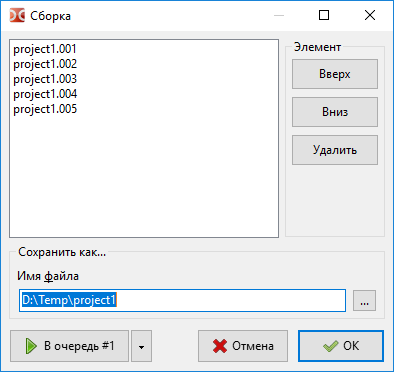 Сборка
project1.001
project1.002
project1.003
project1.004
project1.005
Элемент
Вверх
Вниз
Удалить
Сохранить как...
Имя файла
D:\Temp\project1
...
В очередь #1
Отмена
OK